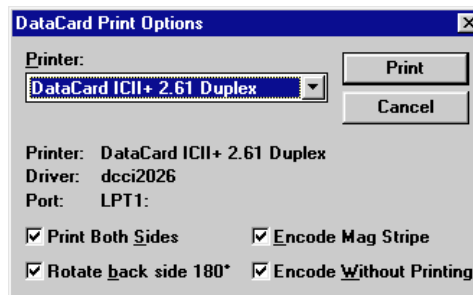 DataCard Print Options
Printer:
DataCard ICII+ 2.61 Duplex
Print
Cancel
Printer: DataCard ICII+ 2.61 Duplex
Driver: dcci2026
Port: LPT1:
Print Both Sides Encode Mag Stripe
Rotate back side 180° Encode Without Printing